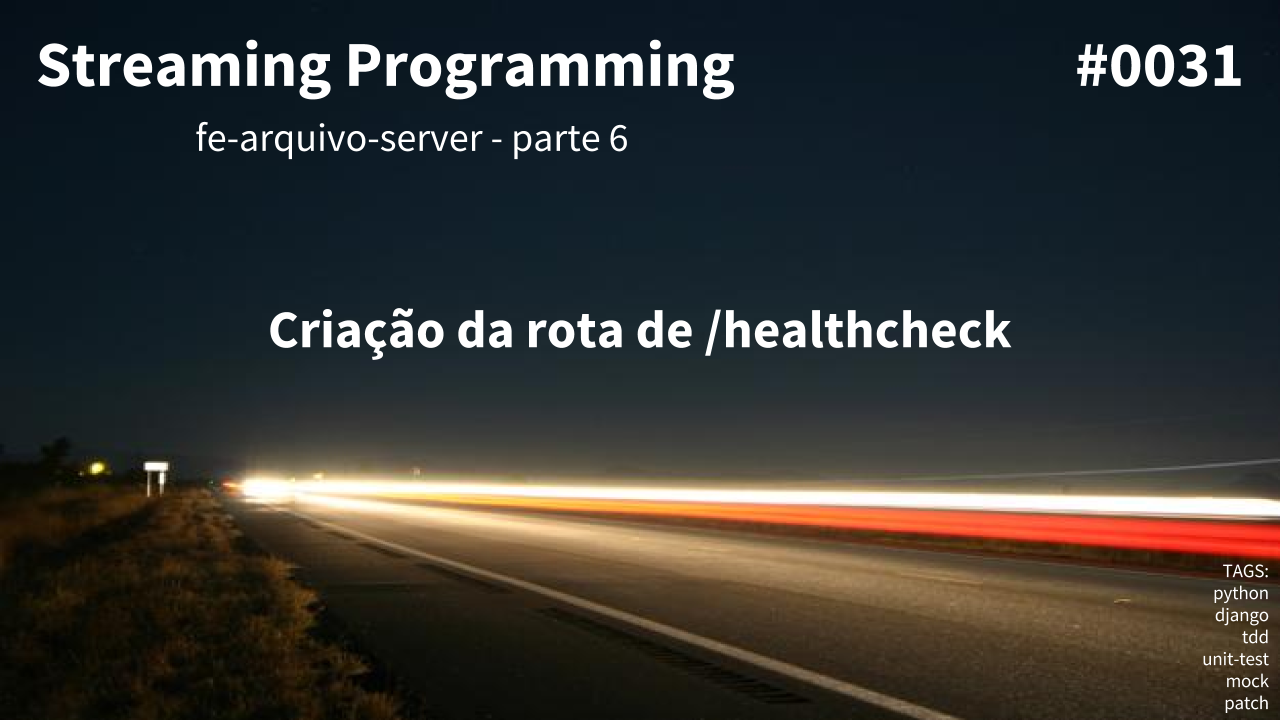 Streaming Programming
#0031
fe-arquivo-server - parte 6
Criação da rota de /healthcheck
TAGS:
python
django
tdd
unit-test
mock
patch